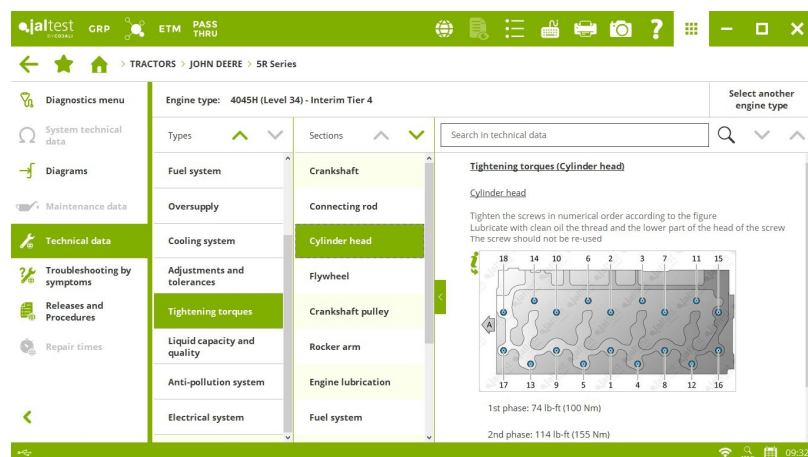 jaltest GRP ETM PASS THRU
BY COJALI
> TRACTORS > JOHN DEERE > 5R Series
Diagnostics menu
System technical data
Diagrams
Maintenance data
Technical data
Troubleshooting by symptoms
Releases and Procedures
Repair times
Engine type: 4045H (Level 34) - Interim Tier 4
Select another engine type
Types
Fuel system
Oversupply
Cooling system
Adjustments and tolerances
Tightening torques
Liquid capacity and quality
Anti-pollution system
Electrical system
Sections
Crankshaft
Connecting rod
Cylinder head
Flywheel
Crankshaft pulley
Rocker arm
Engine lubrication
Fuel system
Search in technical data
Tightening torques (Cylinder head)
Cylinder head
Tighten the screws in numerical order according to the figure
Lubricate with clean oil the thread and the lower part of the head of the screw
The screw should not be re-used
18 14 10 6 2 3 7 11 15
A
17 13 9 5 1 4 8 12 16
1st phase: 74 lb-ft (100 Nm)
2nd phase: 114 lb-ft (155 Nm)
09:32